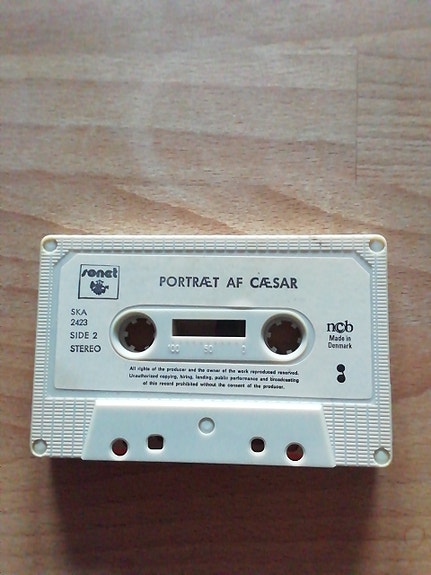 sonet
PORTRÆT AF CÆSAR
SKA
2423
SIDE 2
STEREO
100 50 0
ncb
Made in
Denmark
All rights of the producer and the owner of the work reproduced reserved.
Unauthorised copying, hiring, lending, public performance and broadcasting
of this record prohibited without the consent of the producer.